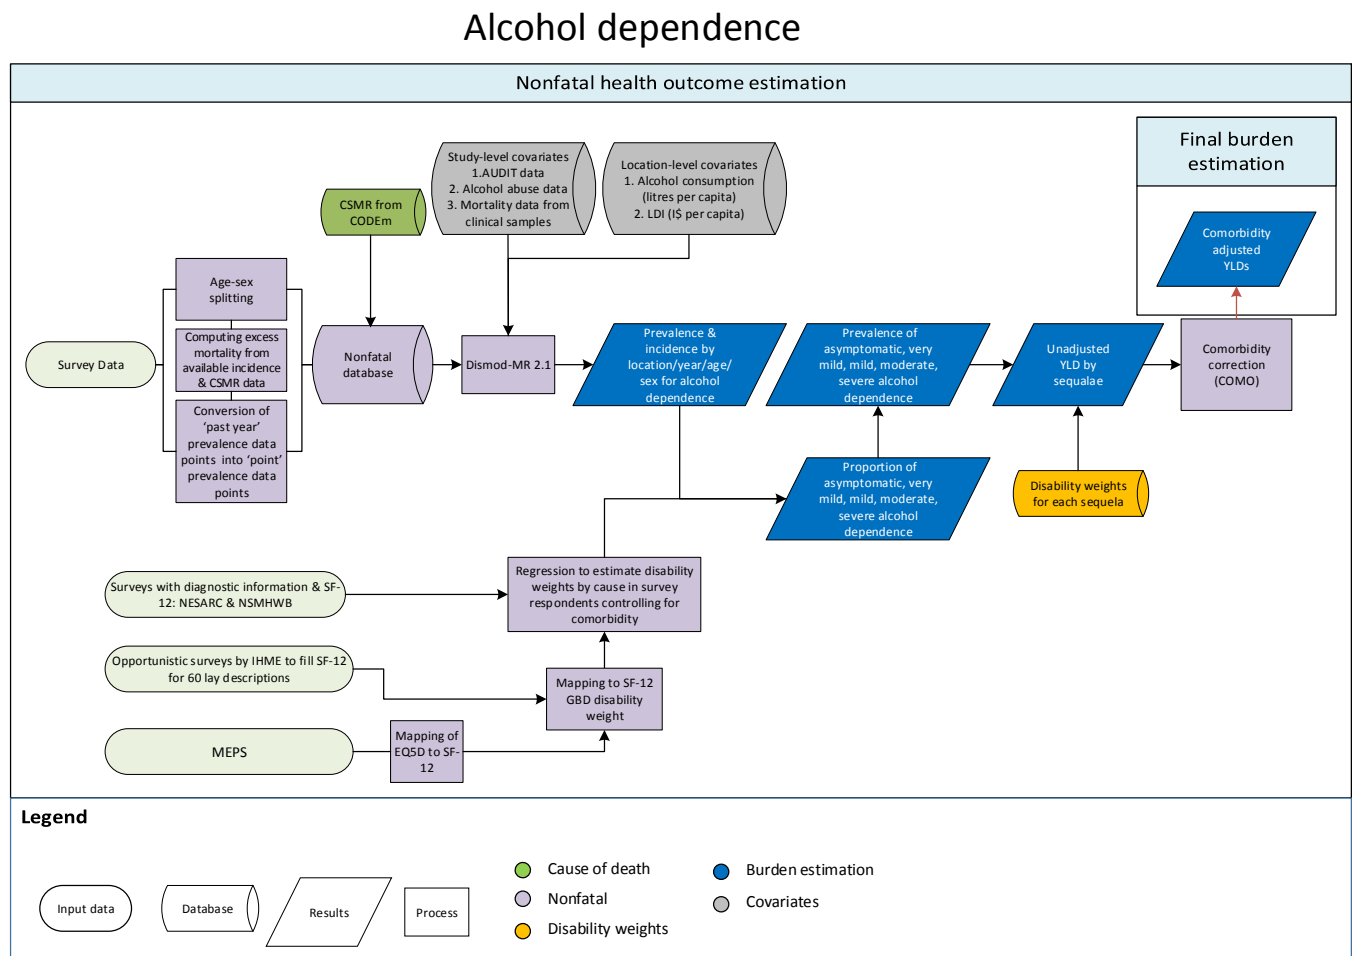 Alcohol dependence
Nonfatal health outcome estimation
Final burden
estimation
Study-level covariates
1.AUDIT data
2. Alcohol abuse data
3. Mortality data from
clinical samples
Location-level covariates
1. Alcohol consumption
(litres per capita)
2. LDI (I$ per capita)
CSMR from
CODEm
Comorbidity
adjusted
YLDs
Age-sex
splitting
Survey Data
Computing excess
mortality from
available incidence
& CSMR data
Conversion of
‘past year’
prevalence data
points into ‘point’
prevalence data
points
Nonfatal
database
Dismod-MR 2.1
Prevalence &
incidence by
location/year/age/
sex for alcohol
dependence
Prevalence of
asymptomatic, very
mild, mild, moderate,
severe alcohol
dependence
Unadjusted
YLD by
sequalae
Comorbidity
correction
(COMO)
Proportion of
asymptomatic, very
mild, mild, moderate,
severe alcohol
dependence
Disability weights
for each sequela
Surveys with diagnostic information & SF-
12: NESARC & NSMHWB
Regression to estimate disability
weights by cause in survey
respondents controlling for
comorbidity
Opportunistic surveys by IHME to fill SF-12
for 60 lay descriptions
Mapping to SF-12
GBD disability
weight
MEPS
Mapping of
EQ5D to SF-
12
Legend
Input data
Database
Results
Process
Cause of death
Nonfatal
Disability weights
Burden estimation
Covariates